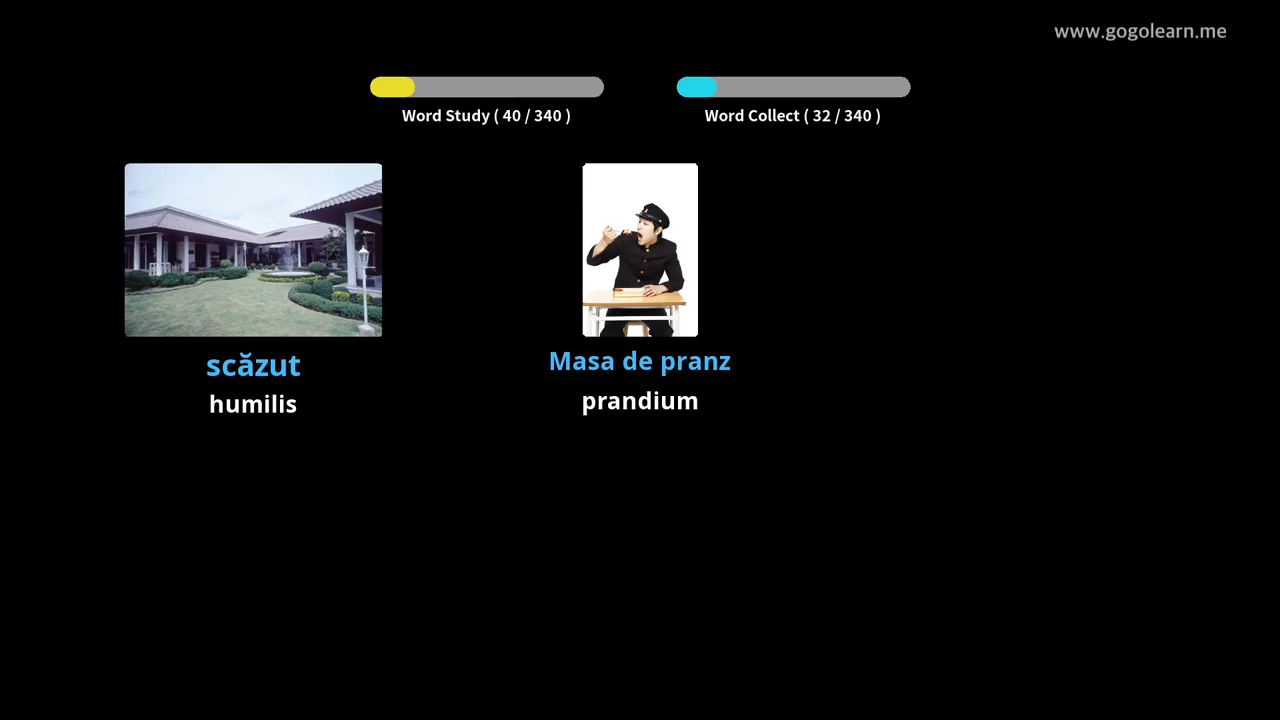 www.gogolearn.me
Word Study ( 40 / 340 )
Word Collect ( 32 / 340 )
scăzut
humilis
Masa de pranz
prandium